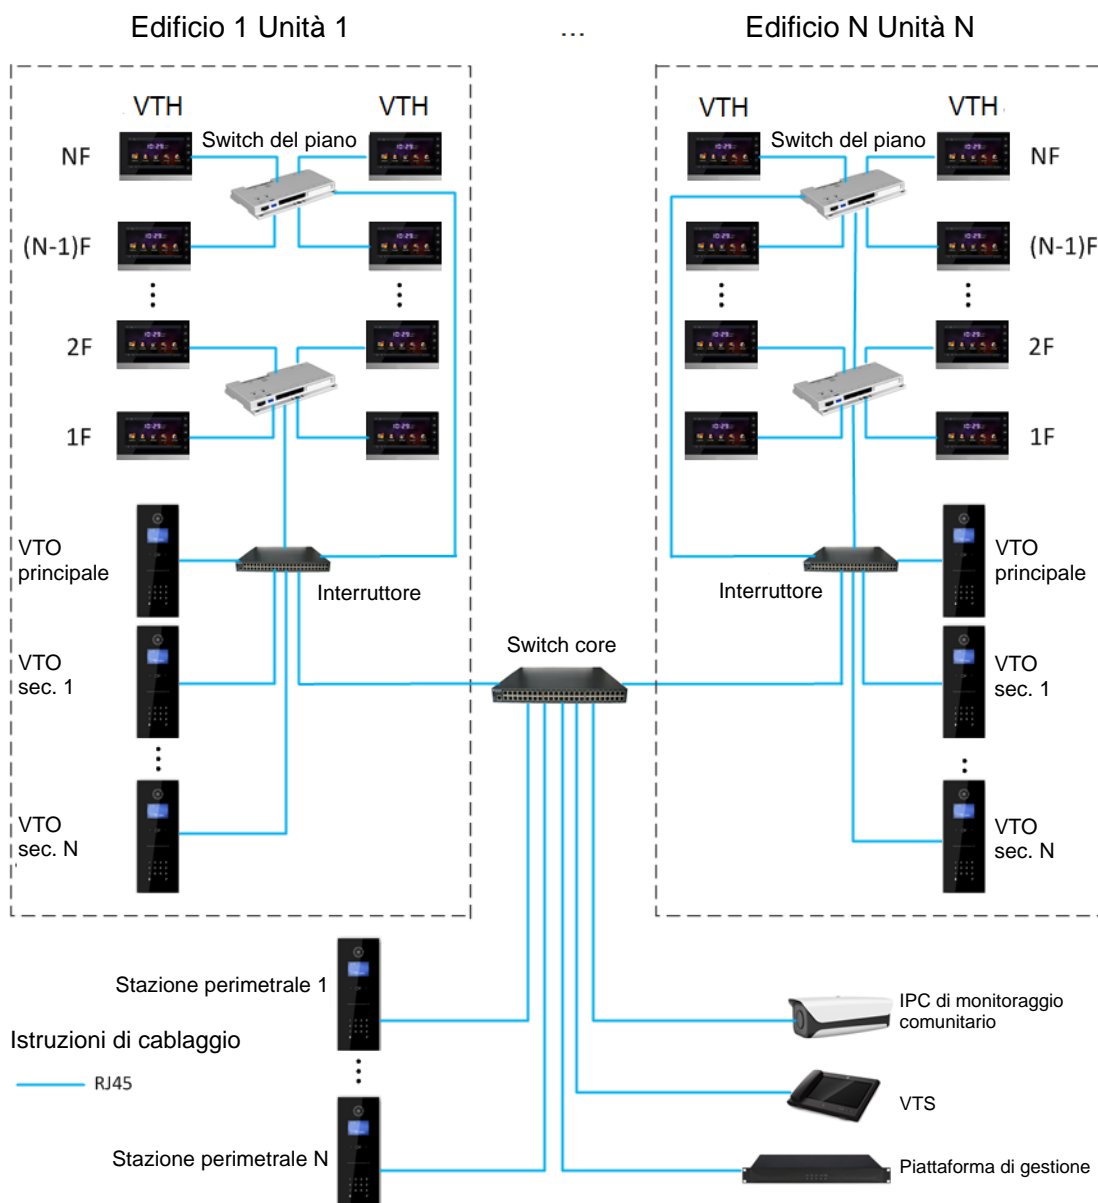 Edificio 1 Unità 1
...
Edificio N Unità N
VTH
VTH
VTH
VTH
Switch del piano
Switch del piano
NF
NF
(N-1)F
(N-1)F
2F
2F
1F
1F
VTO
principale
Interruttore
Interruttore
VTO
principale
VTO
sec. 1
Switch core
VTO
sec. 1
VTO
sec. N
VTO
sec. N
Stazione perimetrale 1
IPC di monitoraggio
comunitario
Istruzioni di cablaggio
RJ45
VTS
Stazione perimetrale N
Piattaforma di gestione